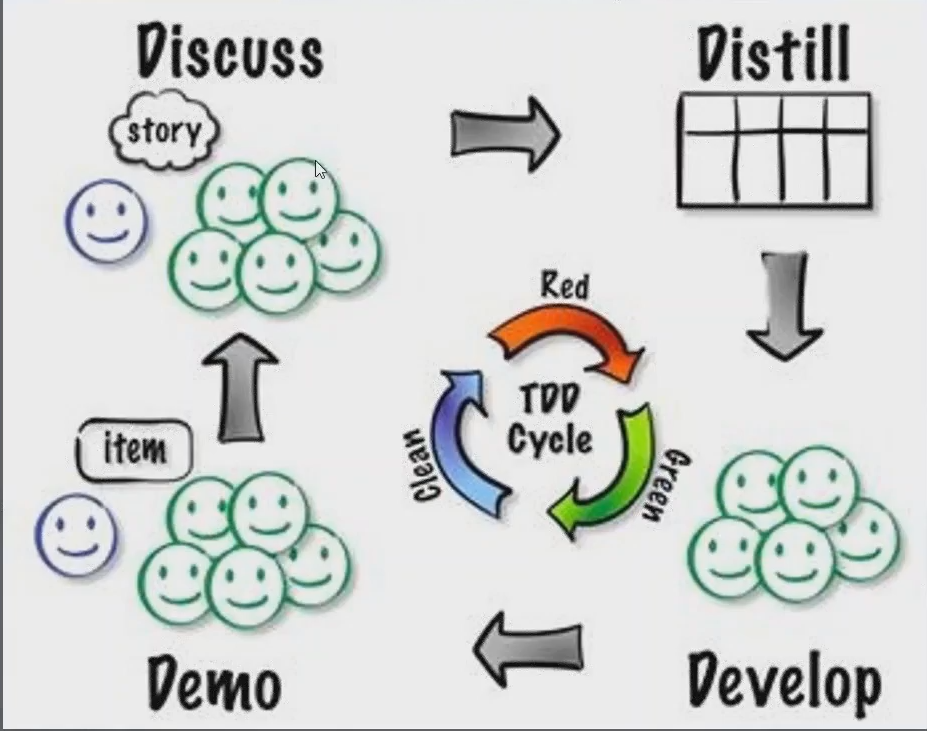 Discuss
Distill
story
Red
TDD
Cycle
Clean
Green
item
Demo
Develop